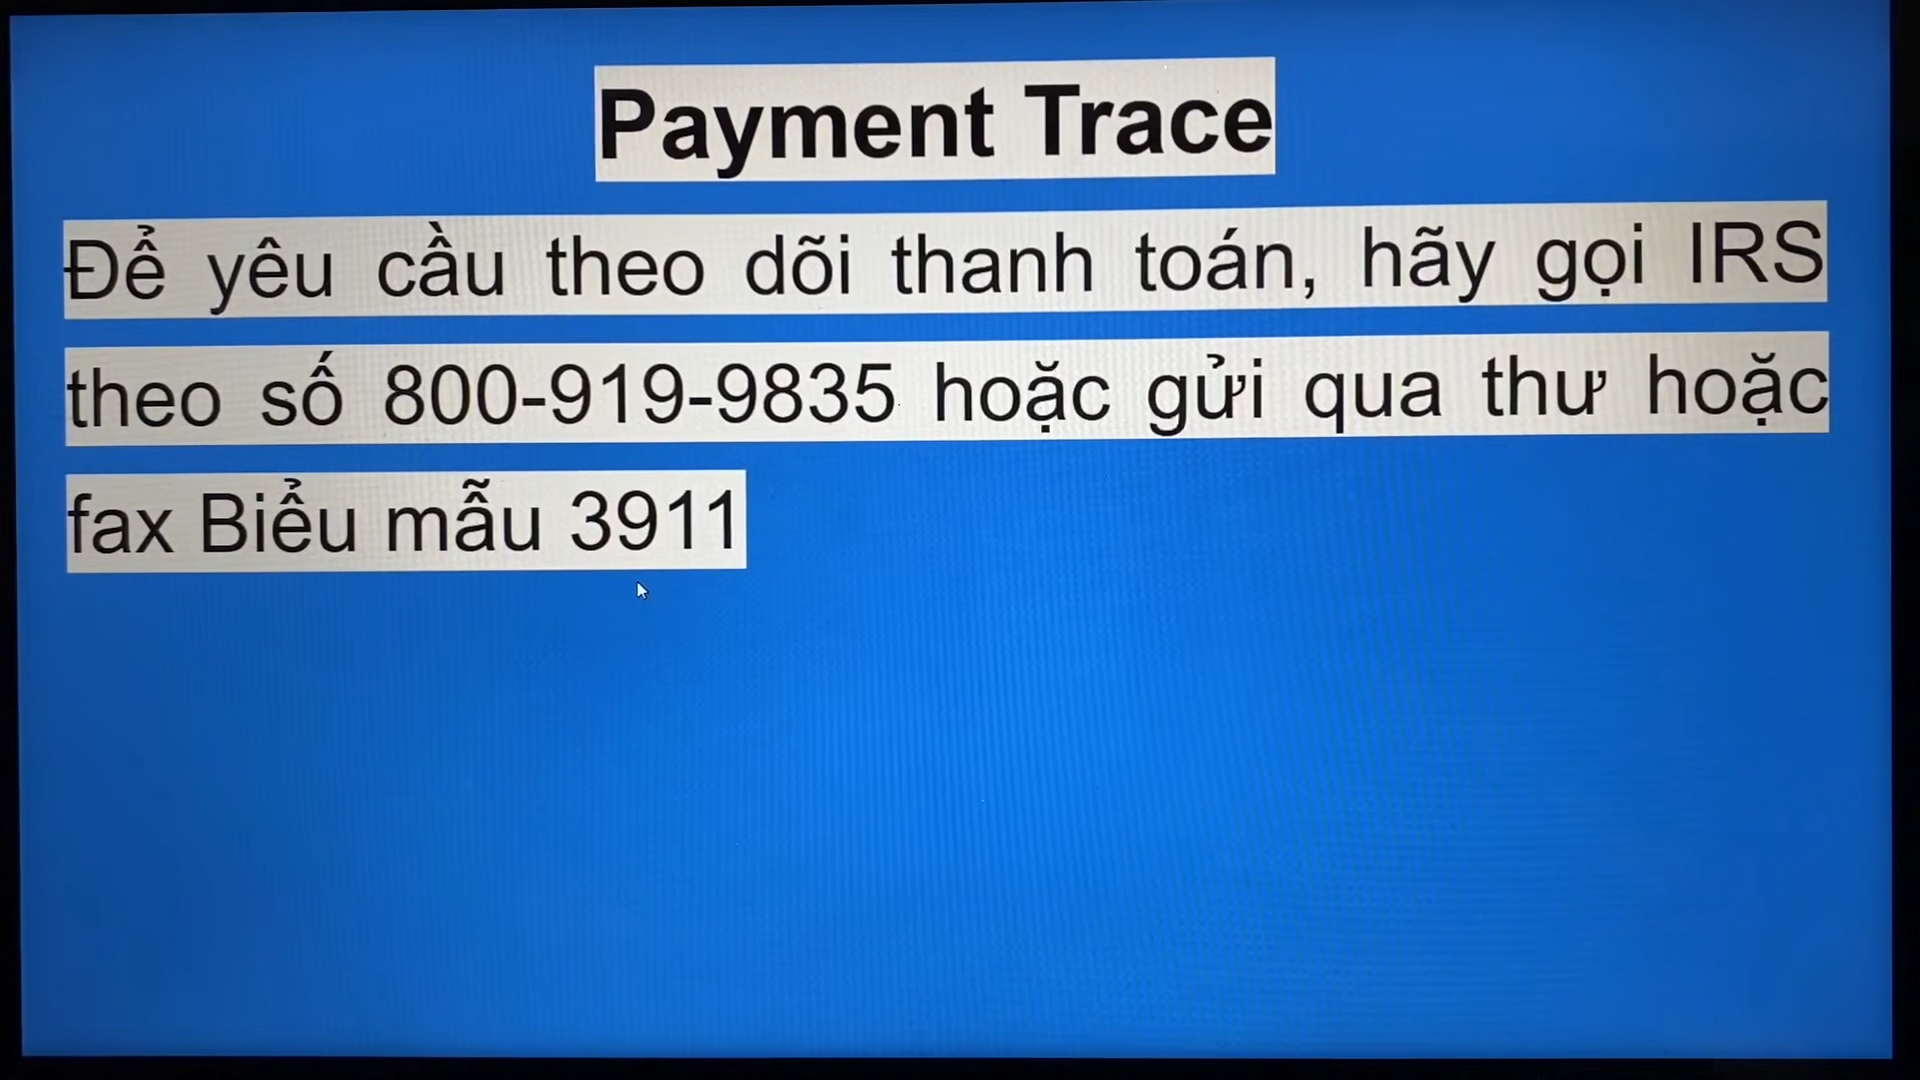 Payment Trace
Để yêu cầu theo dõi thanh toán, hãy gọi IRS
theo số 800-919-9835 hoặc gửi qua thư hoặc
fax Biểu mẫu 3911